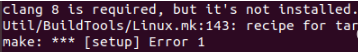 clang 8 is required, but it's not installed.
Util/BuildTools/Linux.mk:143: recipe for tar
make: *** [setup] Error 1